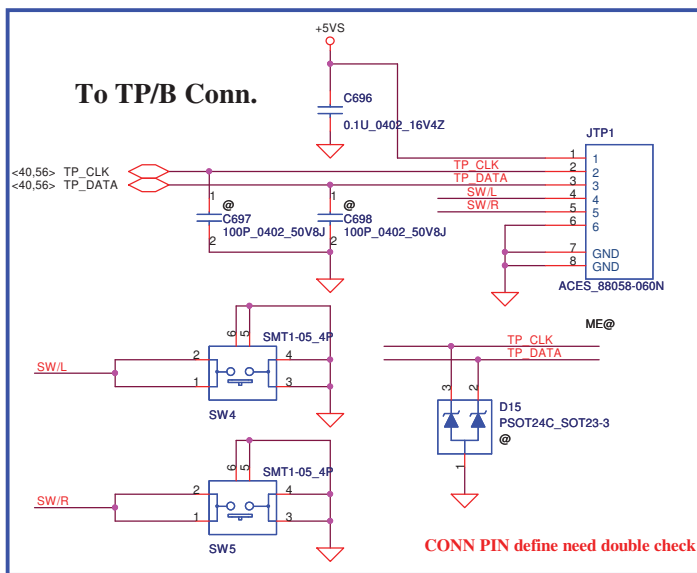 +5VS
To TP/B Conn.
C696
0.1U_0402_16V4Z
JTP1
<40,56> TP_CLK
<40,56> TP_DATA
TP_CLK
TP_DATA
SW/L
SW/R
1 1
2 2
3 3
4 4
5 5
6 6
7 GND
8 GND
ACES_88058-060N
ME@
1
@
C697
100P_0402_50V8J
2
1
@
C698
100P_0402_50V8J
2
SW/L
6 5
SMT1-05_4P
2 4
1 3
SW4
TP_CLK
TP_DATA
3 2
D15
PSOT24C_SOT23-3
@
1
SW/R
6 5
SMT1-05_4P
2 4
1 3
SW5
CONN PIN define need double check